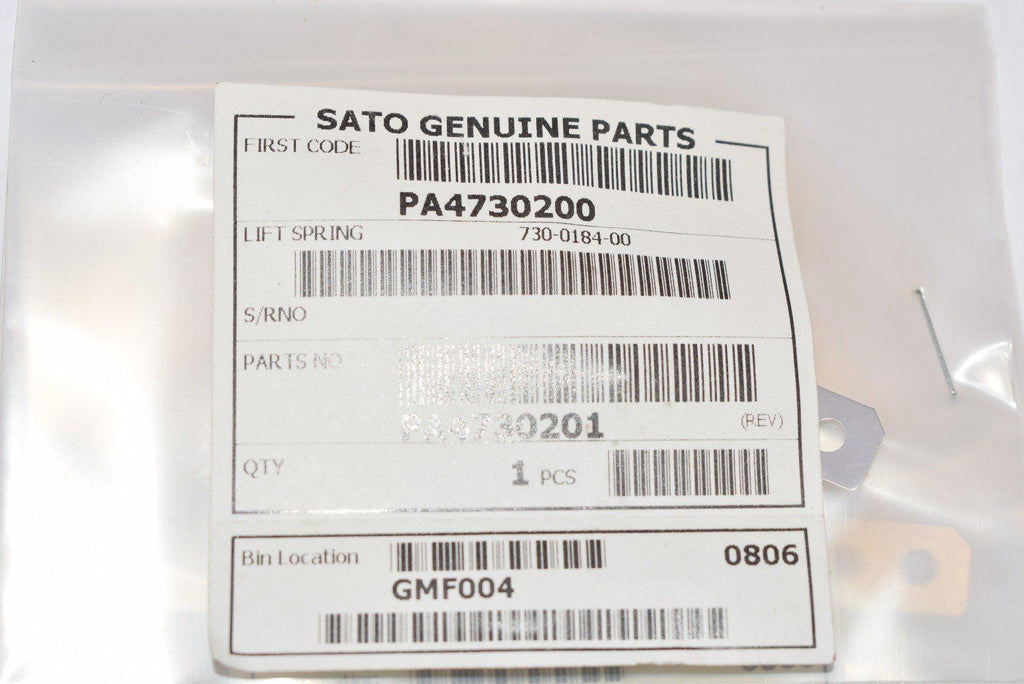 SATO GENUINE PARTS
FIRST CODE
PA4730200
LIFT SPRING 730-0184-00
S/RNO
PARTS NO
PA4730201 (REV)
QTY 1 PCS
Bin Location 0806
GMF004